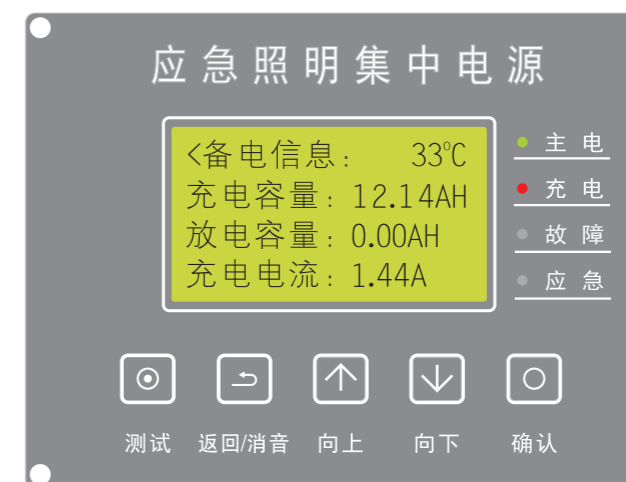 应急照明集中电源
<备电信息: 33℃
充电容量: 12.14AH
放电容量: 0.00AH
充电电流: 1.44A
主电
充电
故障
应急
测试 返回/消音 向上 向下 确认